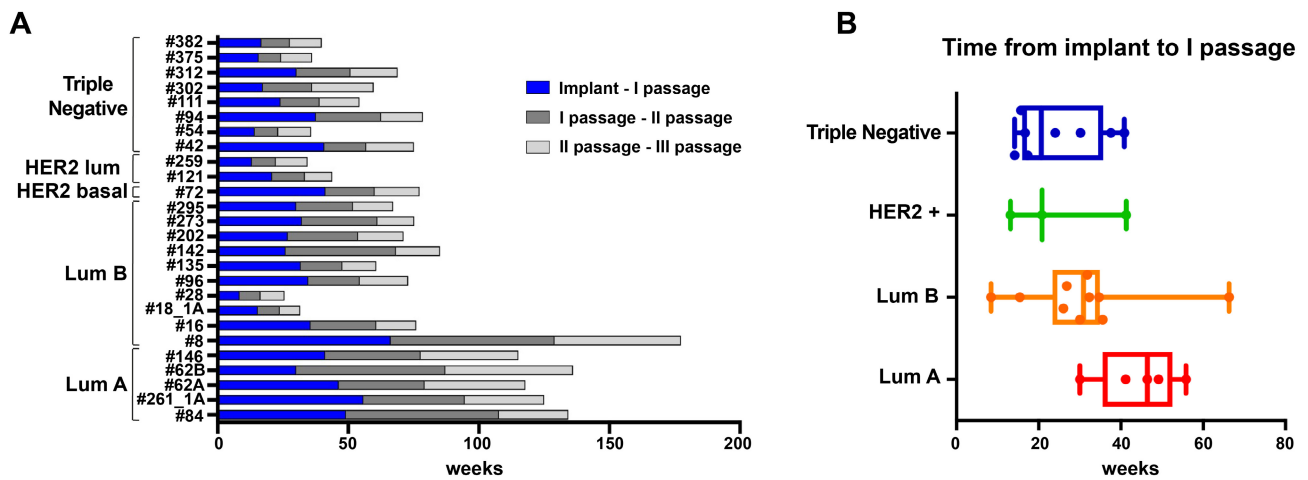 A
#382
#375
#312
#302
#111
#94
#54
#42
#259
#121
#72
#295
#273
#202
#142
#135
#96
#28
#18_1A
#16
#8
#146
#62B
#62A
#261_1A
#84
Triple
Negative
HER2 lum
HER2 basal
Lum B
Lum A
Implant - I passage
I passage - II passage
II passage - III passage
0 50 100 150 200
weeks
B
Time from implant to I passage
Triple Negative
HER2 +
Lum B
Lum A
0 20 40 60 80
weeks